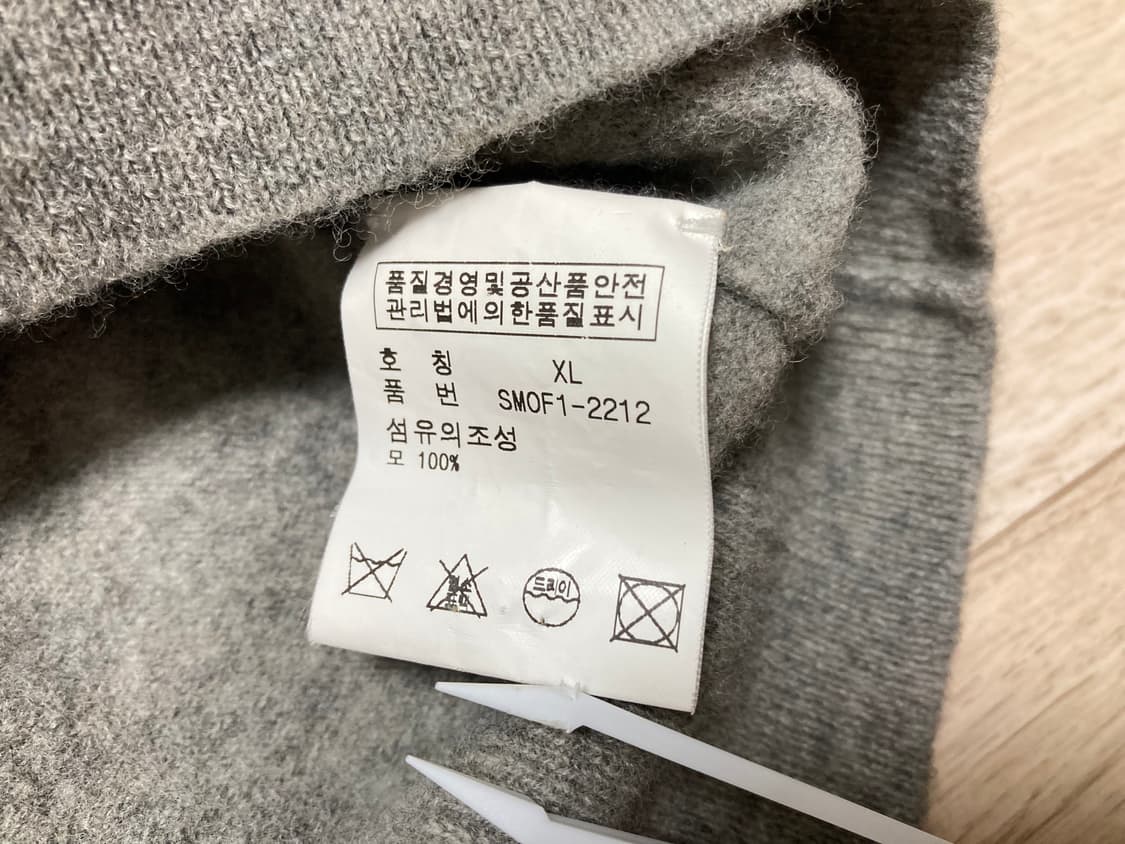 품질경영및공산품안전
관리법에의한품질표시
호 칭 XL
품 번 SMOF1-2212
섬유의조성
모 100%
드라이